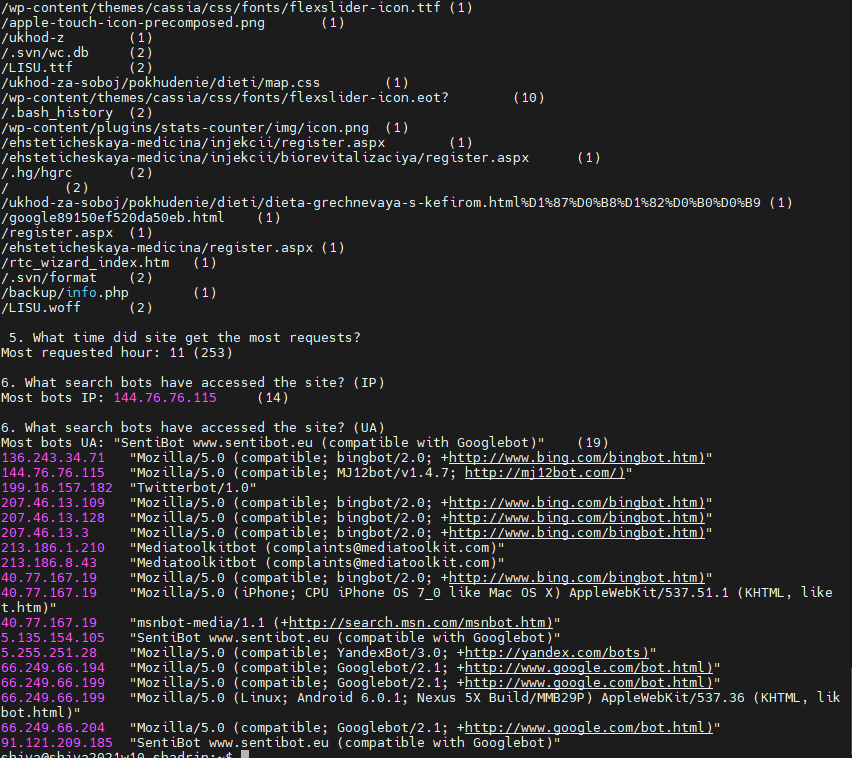 /wp-content/themes/cassia/css/fonts/flexslider-icon.ttf (1)
/apple-touch-icon-precomposed.png (1)
/ukhod-z (1)
/.svn/wc.db (2)
/LISU.ttf (2)
/ukhod-za-soboj/pokhudenie/dieti/map.css (1)
/wp-content/themes/cassia/css/fonts/flexslider-icon.eot? (10)
/.bash_history (2)
/wp-content/plugins/stats-counter/img/icon.png (1)
/ehsteticheskaya-medicina/injekcii/register.aspx (1)
/ehsteticheskaya-medicina/injekcii/biorevitalizaciya/register.aspx (1)
/.hg/hgrc (2)
/ (2)
/ukhod-za-soboj/pokhudenie/dieti/dieta-grechnevaya-s-kefirom.html%D1%87%D0%B8%D1%82%D0%B0%D0%B9 (1)
/google89150ef520da50eb.html (1)
/register.aspx (1)
/ehsteticheskaya-medicina/register.aspx (1)
/rtc_wizard_index.htm (1)
/.svn/format (2)
/backup/info.php (1)
/LISU.woff (2)
5. What time did site get the most requests?
Most requested hour: 11 (253)
6. What search bots have accessed the site? (IP)
Most bots IP: 144.76.76.115 (14)
6. What search bots have accessed the site? (UA)
Most bots UA: "SentiBot www.sentibot.eu (compatible with Googlebot)" (19)
136.243.34.71 "Mozilla/5.0 (compatible; bingbot/2.0; +http://www.bing.com/bingbot.htm)"
144.76.76.115 "Mozilla/5.0 (compatible; MJ12bot/v1.4.7; http://mj12bot.com/)"
199.16.157.182 "Twitterbot/1.0"
207.46.13.109 "Mozilla/5.0 (compatible; bingbot/2.0; +http://www.bing.com/bingbot.htm)"
207.46.13.128 "Mozilla/5.0 (compatible; bingbot/2.0; +http://www.bing.com/bingbot.htm)"
207.46.13.3 "Mozilla/5.0 (compatible; bingbot/2.0; +http://www.bing.com/bingbot.htm)"
213.186.1.210 "Mediatoolkitbot (complaints@mediatoolkit.com)"
213.186.8.43 "Mediatoolkitbot (complaints@mediatoolkit.com)"
40.77.167.19 "Mozilla/5.0 (compatible; bingbot/2.0; +http://www.bing.com/bingbot.htm)"
40.77.167.19 "Mozilla/5.0 (iPhone; CPU iPhone OS 7_0 like Mac OS X) AppleWebKit/537.51.1 (KHTML, like
t.htm)"
40.77.167.19 "msnbot-media/1.1 (+http://search.msn.com/msnbot.htm)"
5.135.154.105 "SentiBot www.sentibot.eu (compatible with Googlebot)"
5.255.251.28 "Mozilla/5.0 (compatible; YandexBot/3.0; +http://yandex.com/bots)"
66.249.66.194 "Mozilla/5.0 (compatible; Googlebot/2.1; +http://www.google.com/bot.html)"
66.249.66.199 "Mozilla/5.0 (compatible; Googlebot/2.1; +http://www.google.com/bot.html)"
66.249.66.199 "Mozilla/5.0 (Linux; Android 6.0.1; Nexus 5X Build/MMB29P) AppleWebKit/537.36 (KHTML, lik
bot.html)"
66.249.66.204 "Mozilla/5.0 (compatible; Googlebot/2.1; +http://www.google.com/bot.html)"
91.121.209.185 "SentiBot www.sentibot.eu (compatible with Googlebot)"